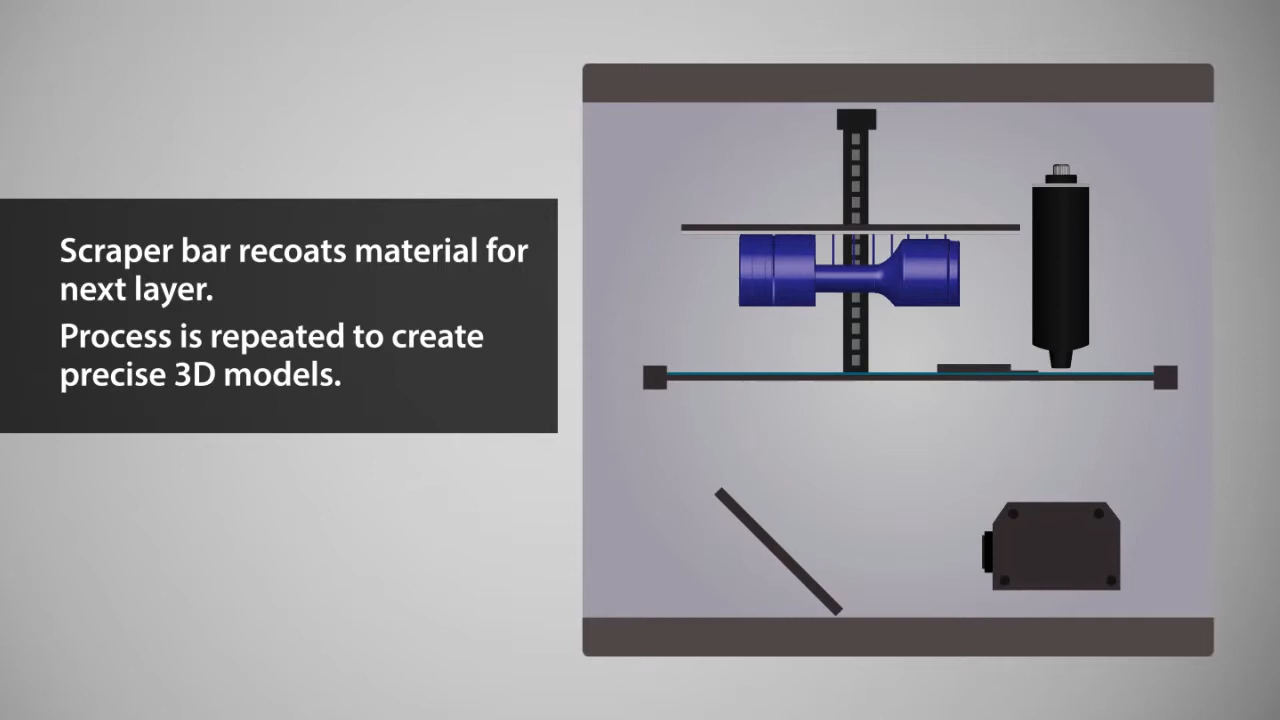 Scraper bar recoats material for
next layer.
Process is repeated to create
precise 3D models.